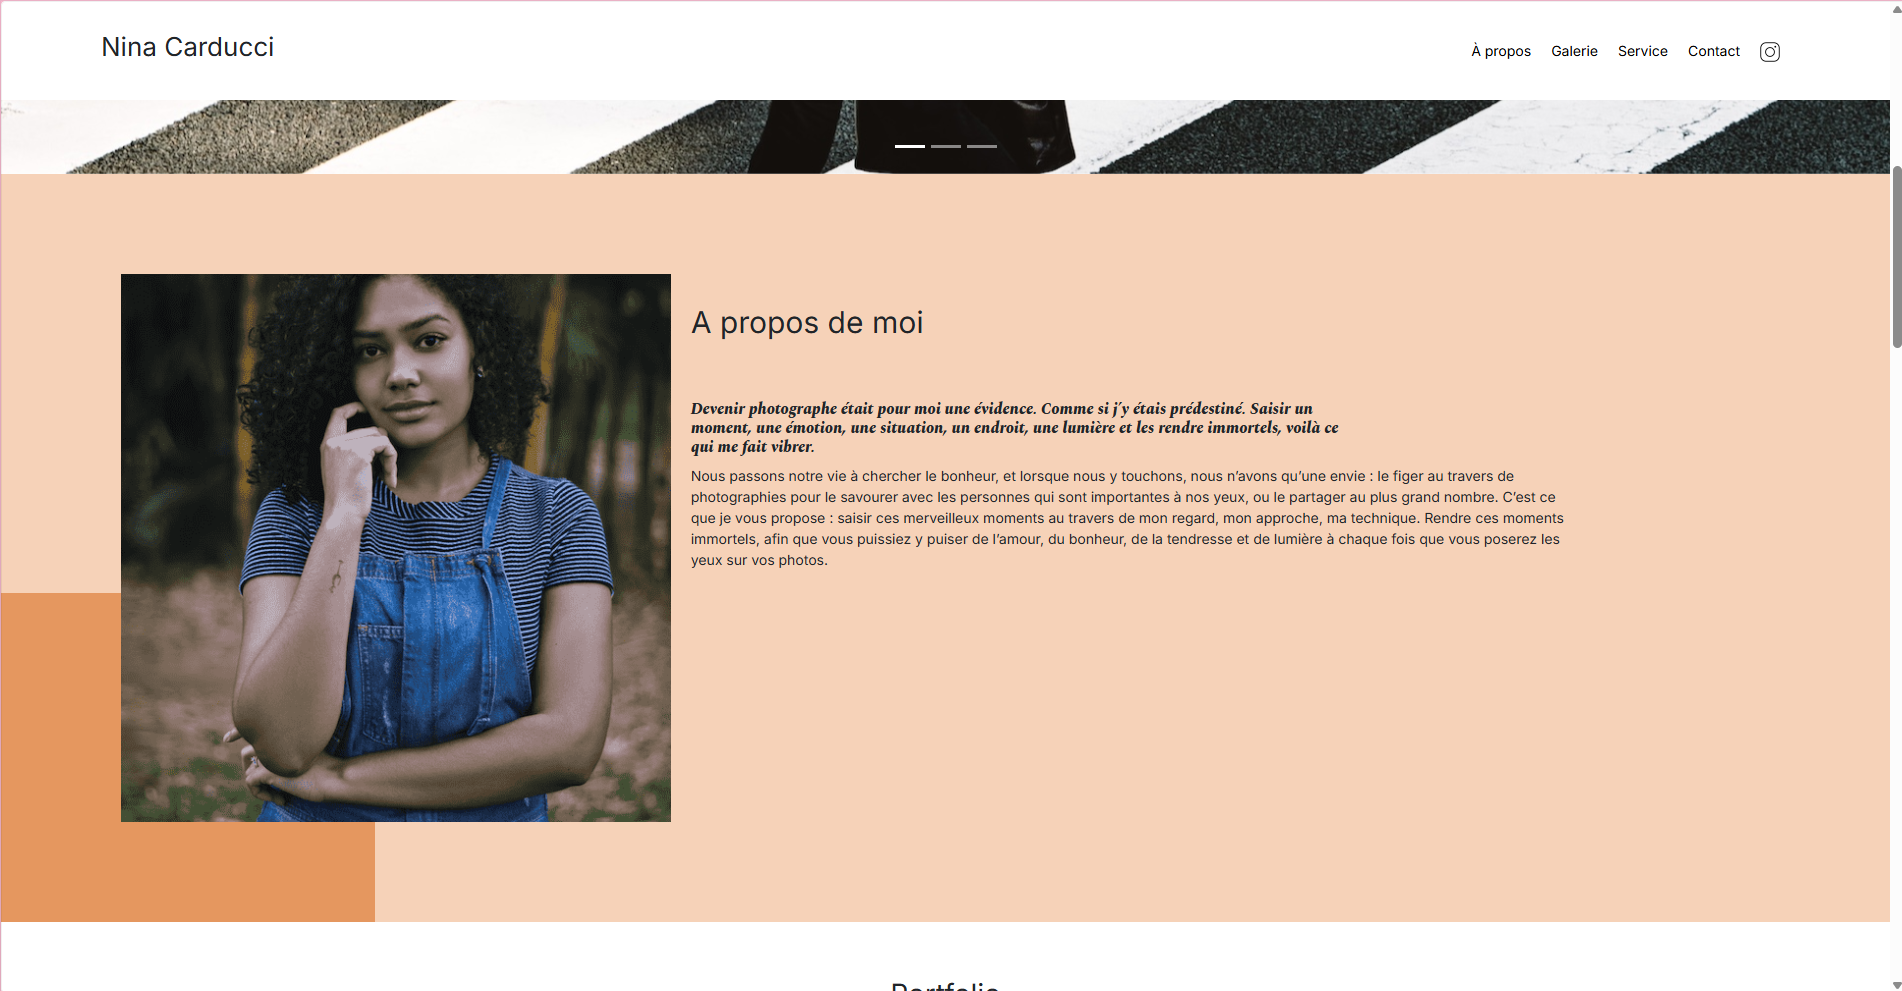 Nina Carducci
À propos Galerie Service Contact
A propos de moi
Devenir photographe était pour moi une évidence. Comme si j'y étais prédestiné. Saisir un
moment, une émotion, une situation, un endroit, une lumière et les rendre immortels, voilà ce
qui me fait vibrer.
Nous passons notre vie à chercher le bonheur, et lorsque nous y touchons, nous n’avons qu’une envie : le figer au travers de
photographies pour le savourer avec les personnes qui sont importantes à nos yeux, ou le partager au plus grand nombre. C’est ce
que je vous propose : saisir ces merveilleux moments au travers de mon regard, mon approche, ma technique. Rendre ces moments
immortels, afin que vous puissiez y puiser de l’amour, du bonheur, de la tendresse et de lumière à chaque fois que vous poserez les
yeux sur vos photos.
Portfolio